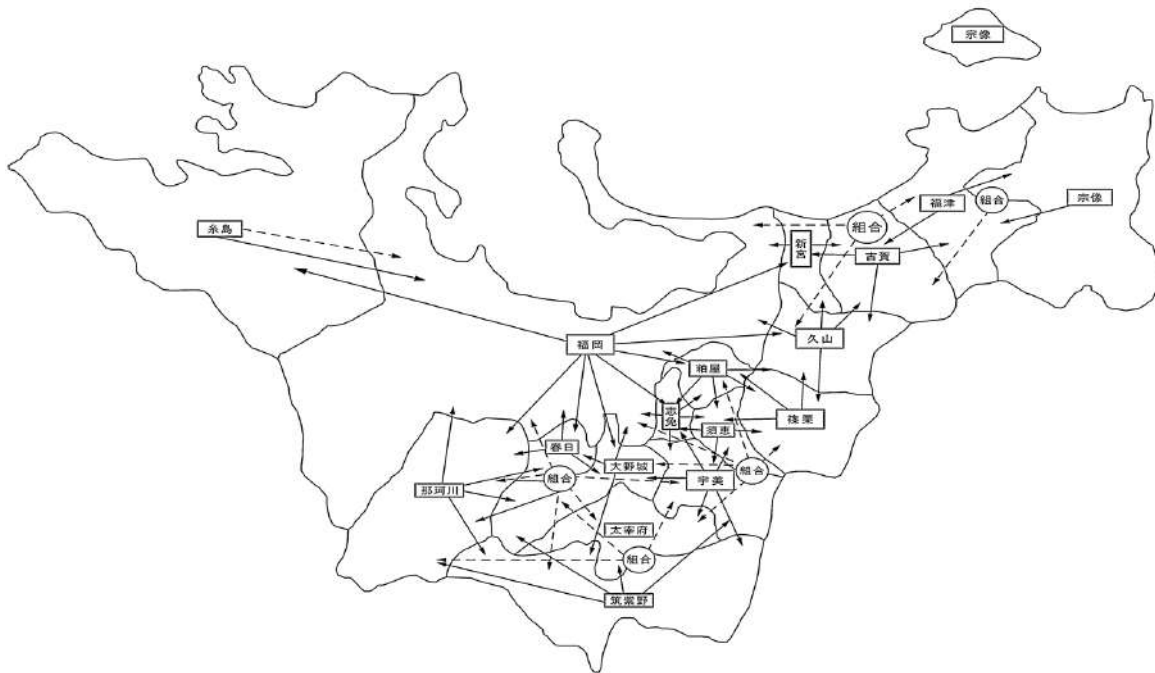 宗像
宗像
福津
組合
組合
糸島
新宮
古賀
福岡
久山
粕屋
志免
篠栗
須恵
春日
大野城
組合
宇美
組合
那珂川
太宰府
組合
筑紫野